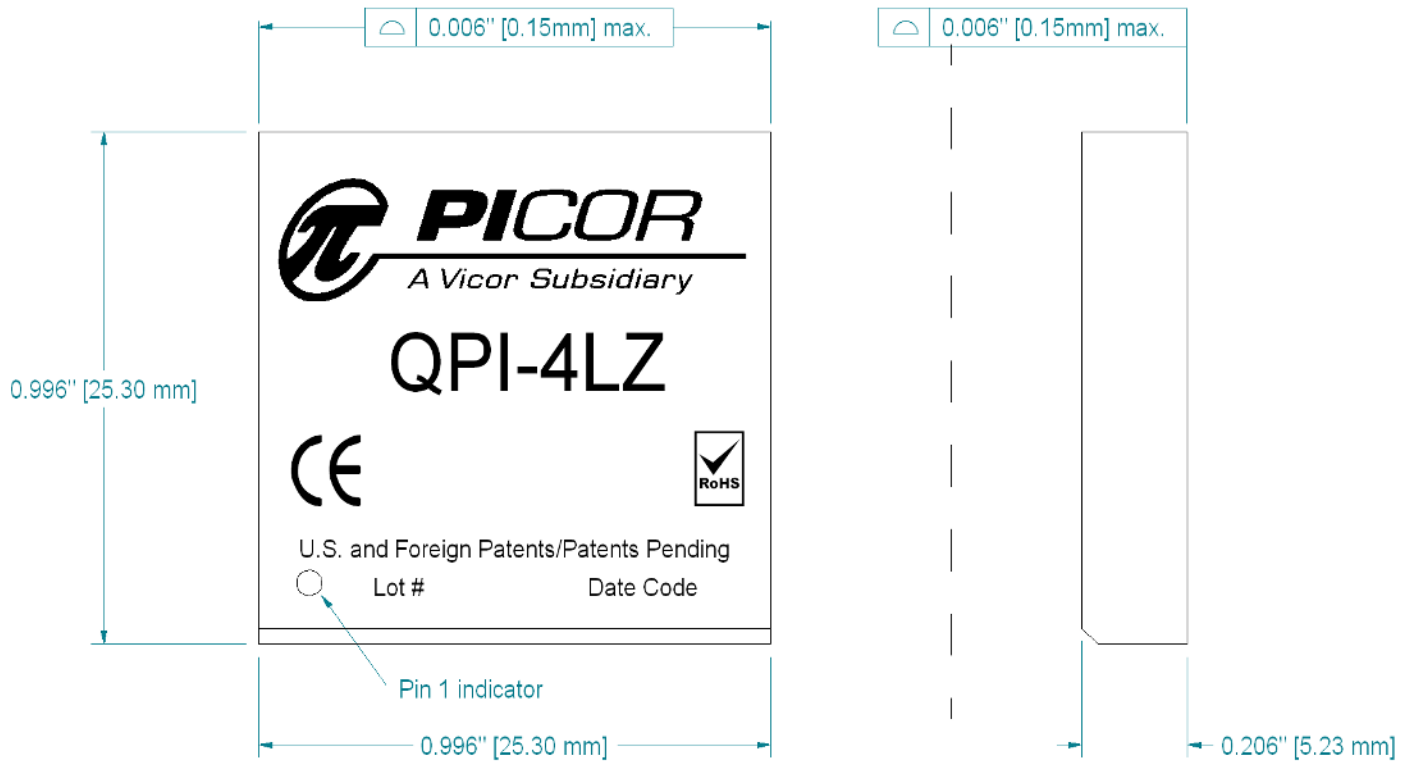 0.006" [0.15mm] max.
0.006" [0.15mm] max.
PICOR
A Vicor Subsidiary
QPI-4LZ
0.996" [25.30 mm]
CE
RoHS
U.S. and Foreign Patents/Patents Pending
Lot #
Date Code
Pin 1 indicator
0.996" [25.30 mm]
0.206" [5.23 mm]